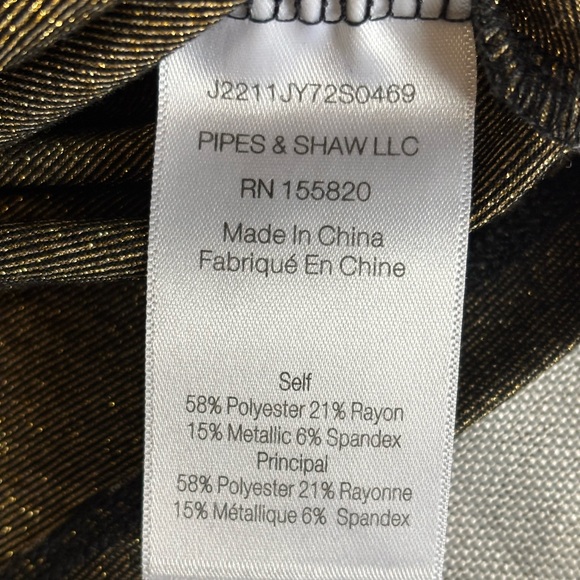 J2211JY72S0469
PIPES & SHAW LLC
RN 155820
Made In China
Fabriqué En Chine
Self
58% Polyester 21% Rayon
15% Metallic 6% Spandex
Principal
58% Polyester 21% Rayonne
15% Métallique 6% Spandex